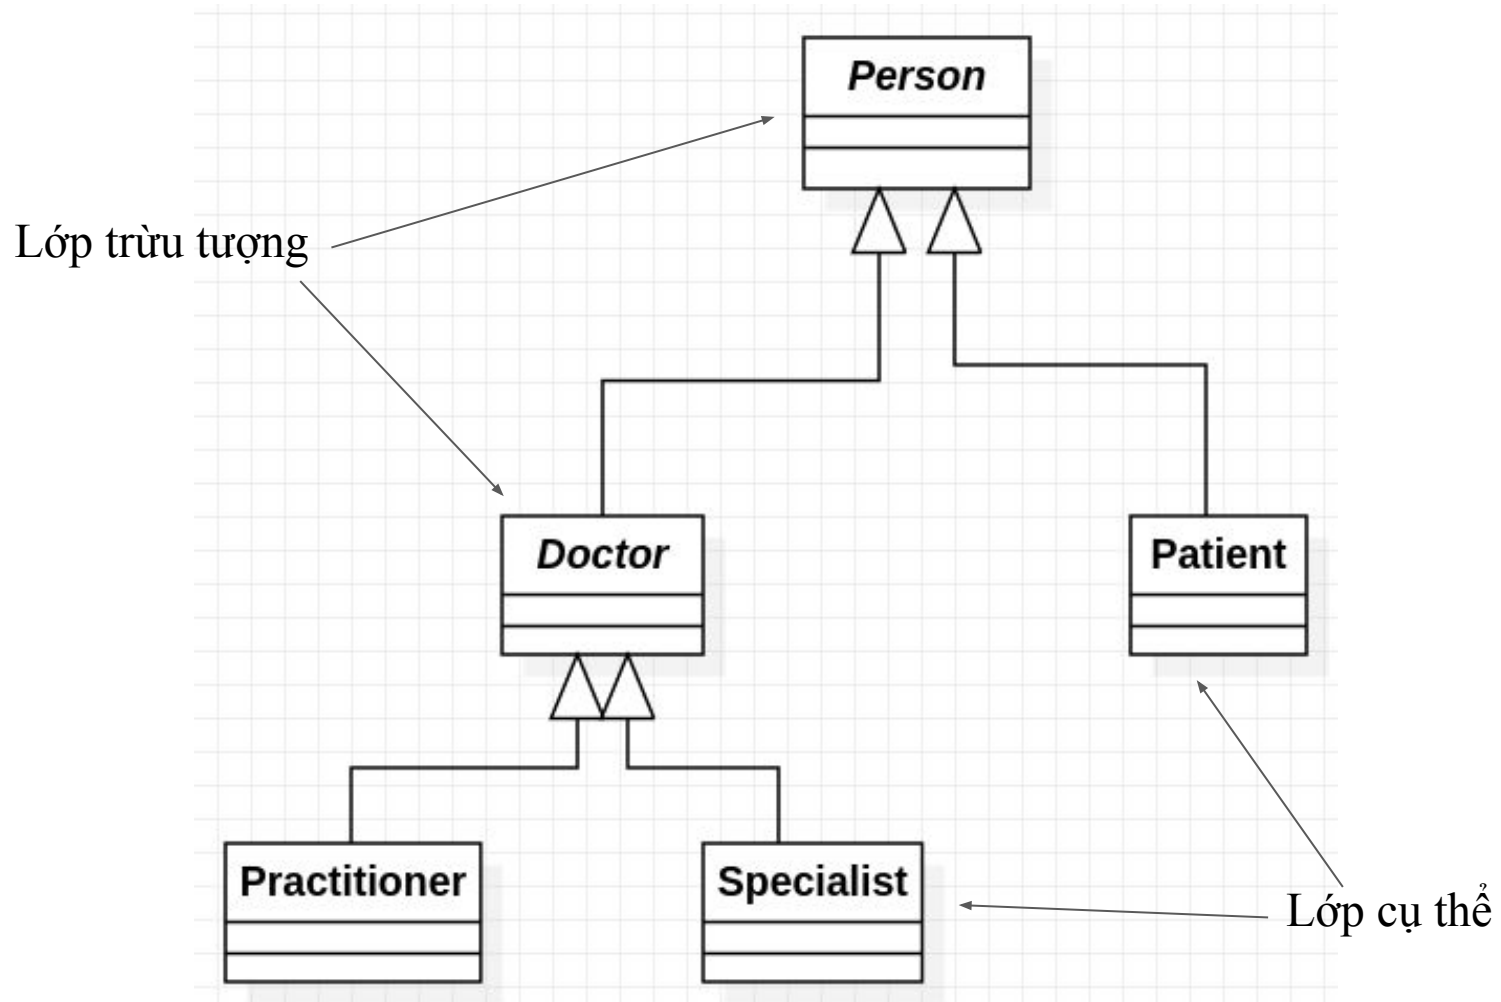 Person
Lớp trừu tượng
Doctor
Patient
Practitioner
Specialist
Lớp cụ thể